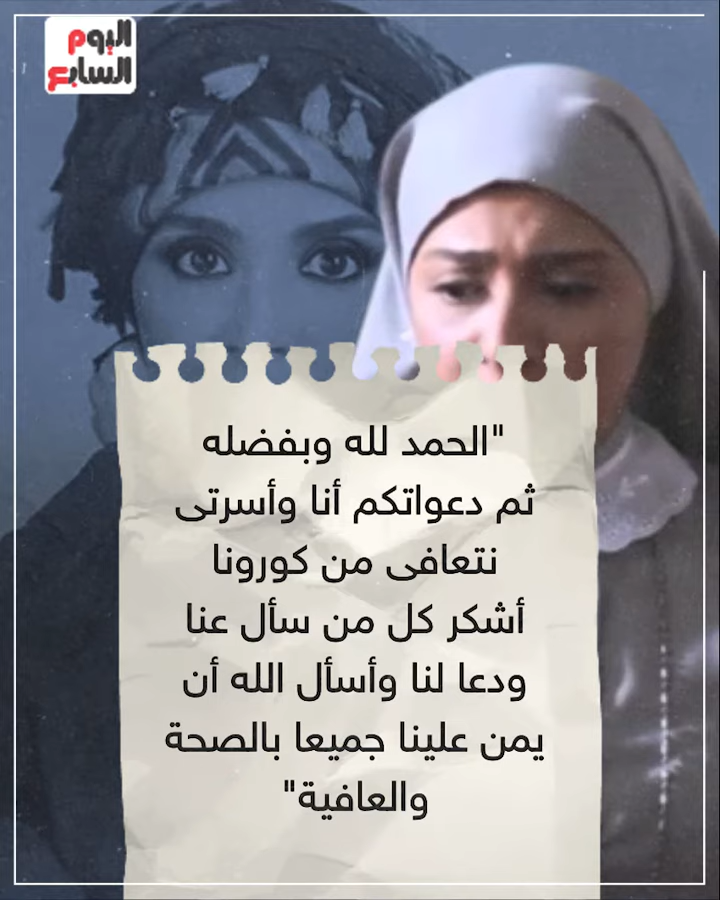 اليوم
السابع
"الحمد لله وبفضله
ثم دعواتكم أنا وأسرتى
نتعافى من كورونا
أشكر كل من سأل عنا
ودعا لنا وأسأل الله أن
يمن علينا جميعا بالصحة
والعافية"